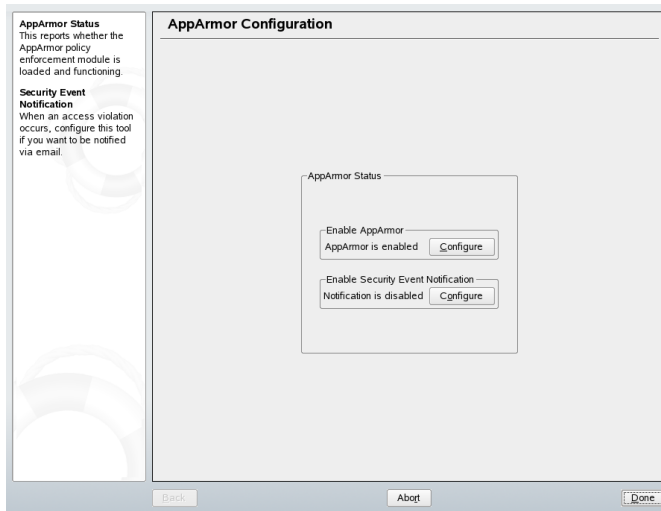 AppArmor Status
This reports whether the
AppArmor policy
enforcement module is
loaded and functioning.
Security Event
Notification
When an access violation
occurs, configure this tool
if you want to be notified
via email.
AppArmor Configuration
AppArmor Status
Enable AppArmor
AppArmor is enabled Configure
Enable Security Event Notification
Notification is disabled Configure
Back Abort Done